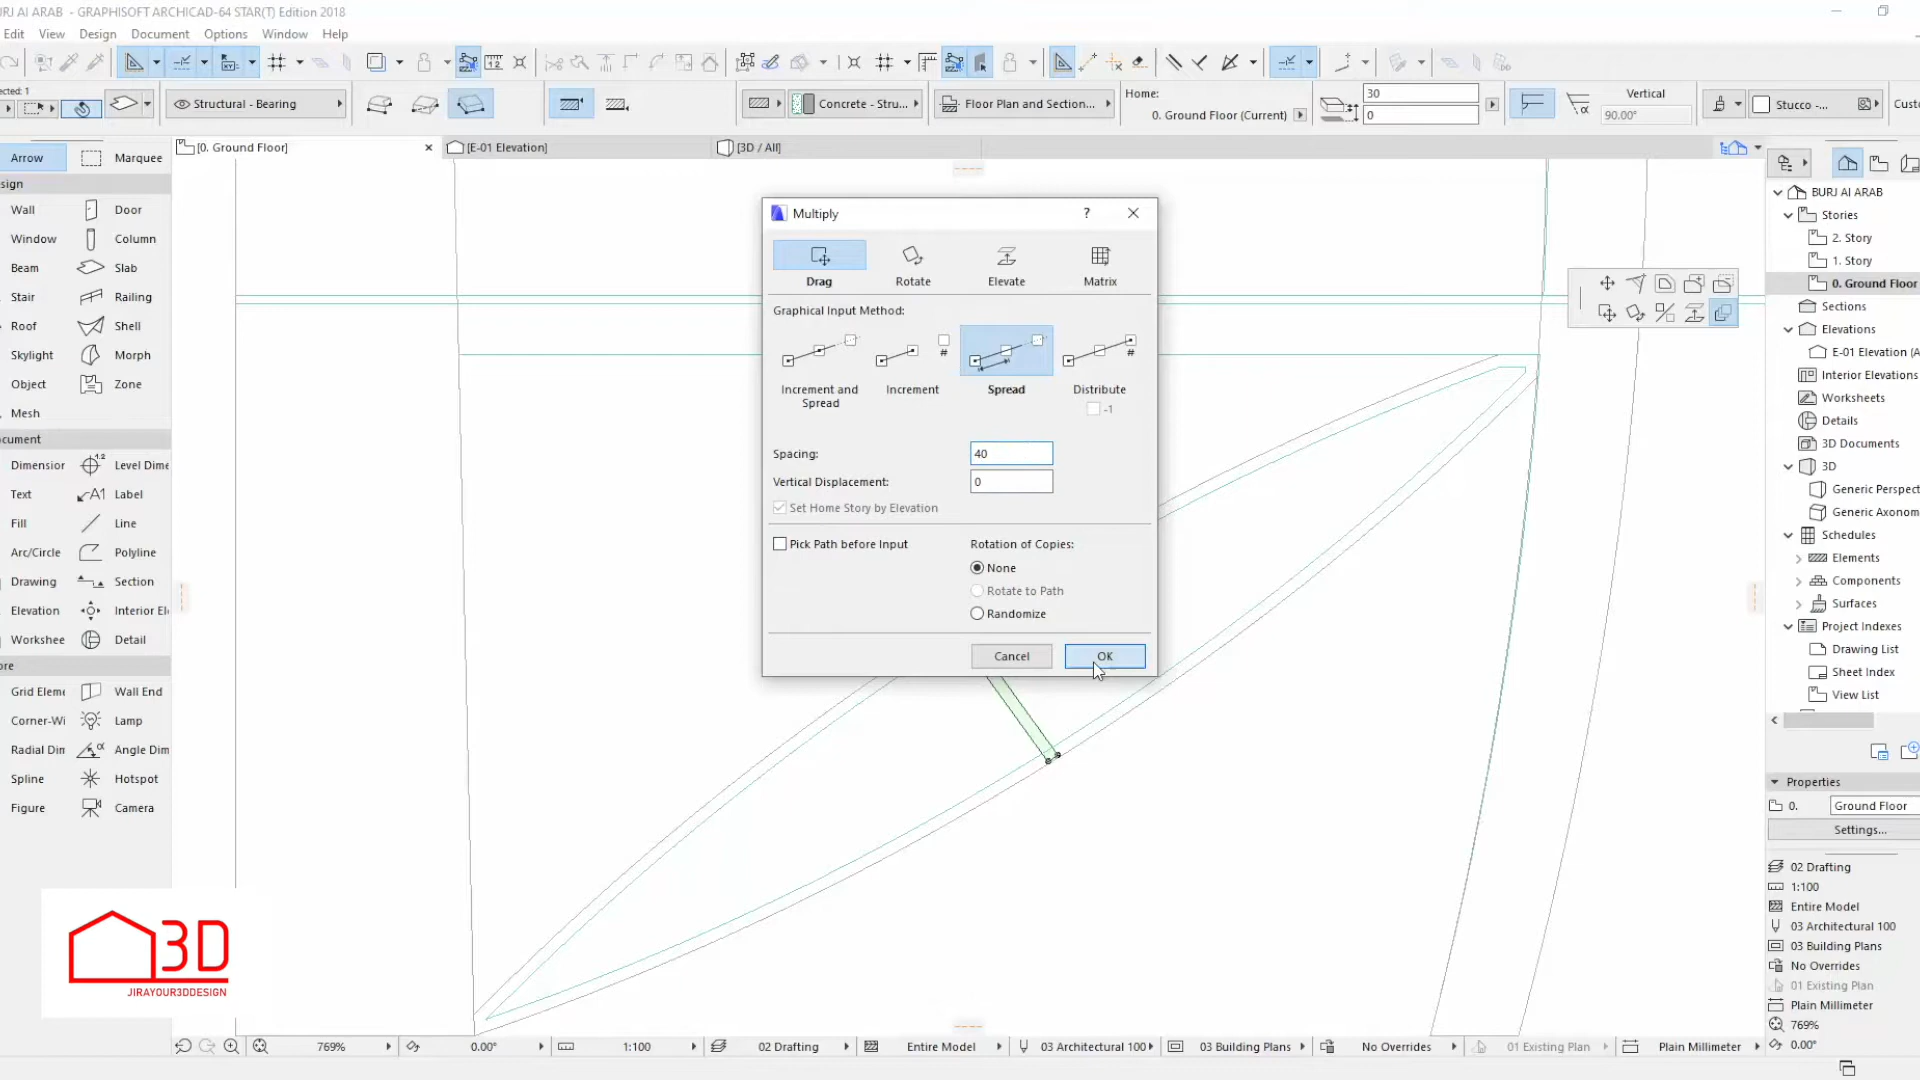 URJ AI ARAB - GRAPHISOFT ARCHICAD-64 STAR(T) Edition 2018
Edit View Design Document Options Window Help
ected: 1
Structural - Bearing
Concrete - Stru...
Floor Plan and Section...
Home:
0. Ground Floor (Current)
30
0
Vertical
90.00°
Stucco -...
Custo
[0. Ground Floor]
[E-01 Elevation]
[3D / All]
Arrow Marquee
sign
Wall Door
Window Column
Beam Slab
Stair Railing
Roof Shell
Skylight Morph
Object Zone
Mesh
cument
Dimension Level Dime
Text Label
Fill Line
Arc/Circle Polyline
Drawing Section
Elevation Interior El
Workshee Detail
ore
Grid Eleme Wall End
Corner-Wi Lamp
Radial Dim Angle Dim
Spline Hotspot
Figure Camera
Multiply
?
Drag Rotate Elevate Matrix
Graphical Input Method:
Increment and Spread
Increment
Spread
Distribute
-1
Spacing: 40
Vertical Displacement: 0
Set Home Story by Elevation
Pick Path before Input
Rotation of Copies:
None
Rotate to Path
Randomize
Cancel OK
BURJ AI ARAB
Stories
2. Story
1. Story
0. Ground Floor
Sections
Elevations
E-01 Elevation (A
Interior Elevations
Worksheets
Details
3D Documents
3D
Generic Perspect
Generic Axonom
Schedules
Elements
Components
Surfaces
Project Indexes
Drawing List
Sheet Index
View List
Properties
0. Ground Floor
Settings...
02 Drafting
1:100
Entire Model
03 Architectural 100
03 Building Plans
No Overrides
01 Existing Plan
Plain Millimeter
769%
0.00°
3D
JIRAYOUR3DDESIGN
769% 0.00° 1:100 02 Drafting Entire Model 03 Architectural 100 03 Building Plans No Overrides 01 Existing Plan Plain Millimeter